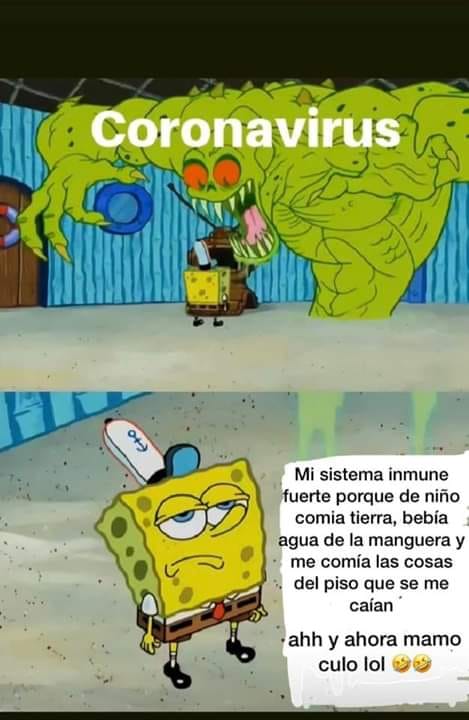 Coronavirus
Mi sistema inmune
fuerte porque de niño
comia tierra, bebía
agua de la manguera y
me comía las cosas
del piso que se me
caían
ahh y ahora mamo
culo lol 🤣🤣